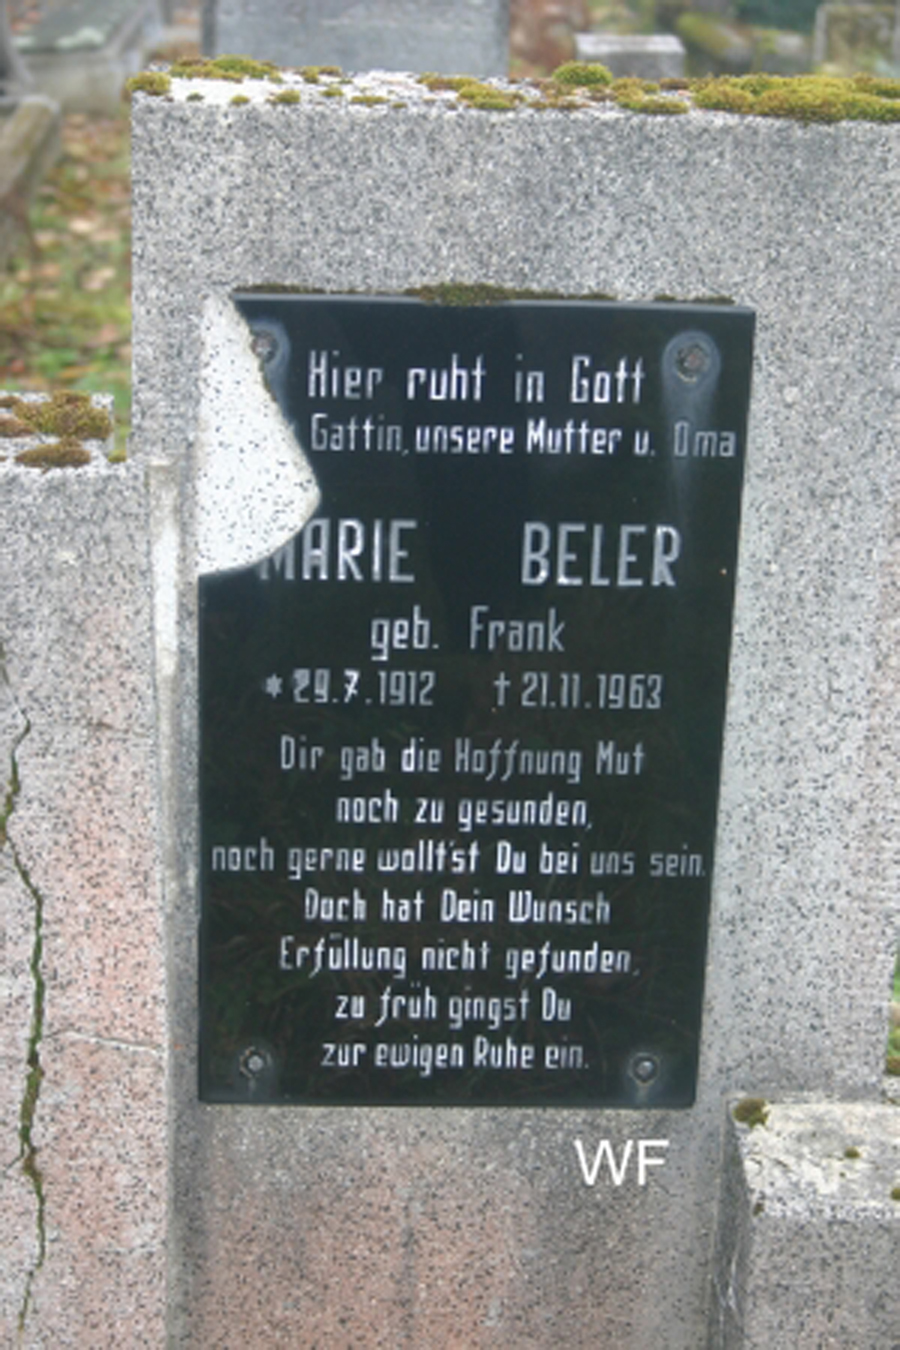 Hier ruht in Gott
Gattin, unsere Mutter u. Oma
MARIE BELER
geb. Frank
* 29.7.1912 † 21.11.1963
Dir gab die Hoffnung Mut
noch zu gesunden,
noch gerne wollt'st Du bei uns sein.
Doch hat Dein Wunsch
Erfüllung nicht gefunden,
zu früh gingst Du
zur ewigen Ruhe ein.
WF